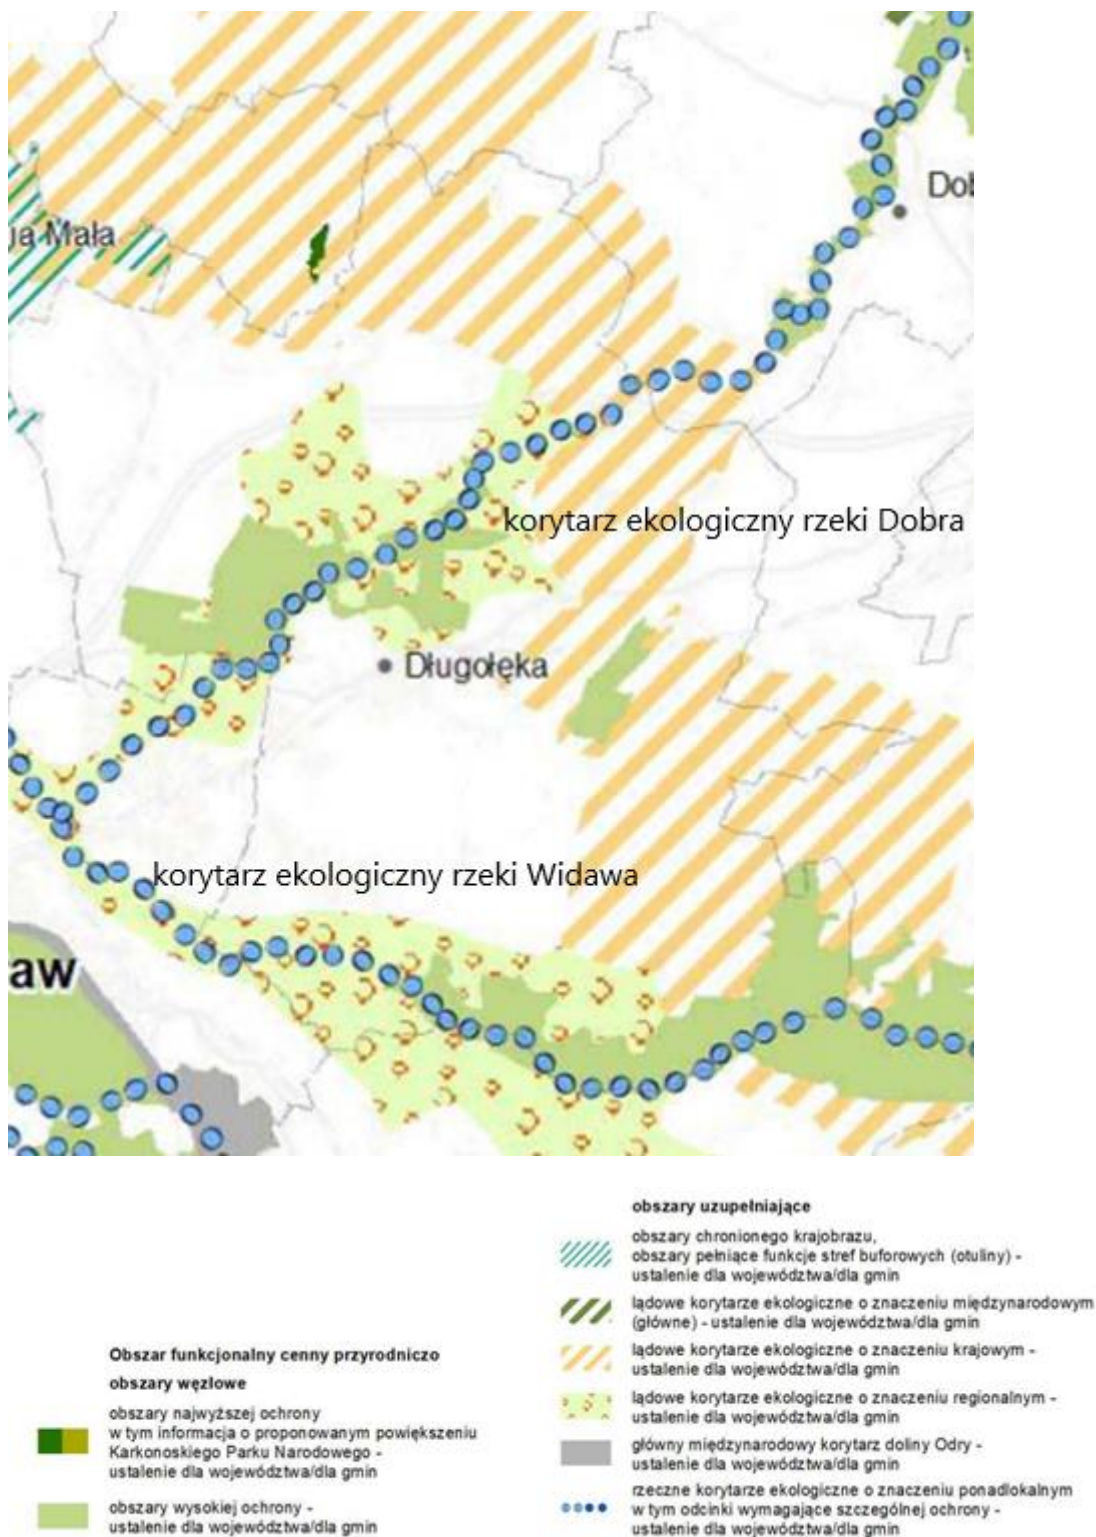 Dob
ia Mała
korytarz ekologiczny rzeki Dobra
Długołęka
korytarz ekologiczny rzeki Widawa
aw
Obszar funkcjonalny cenny przyrodniczo
obszary węzłowe
obszary najwyższej ochrony
w tym informacja o proponowanym powiększeniu
Karkonoskiego Parku Narodowego -
ustalenie dla województwa/dla gmin
obszary wysokiej ochrony -
ustalenie dla województwa/dla gmin
obszary uzupełniające
obszary chronionego krajobrazu,
obszary pełniące funkcje stref buforowych (otuliny) -
ustalenie dla województwa/dla gmin
lądowe korytarze ekologiczne o znaczeniu międzynarodowym
(główne) - ustalenie dla województwa/dla gmin
lądowe korytarze ekologiczne o znaczeniu krajowym -
ustalenie dla województwa/dla gmin
lądowe korytarze ekologiczne o znaczeniu regionalnym -
ustalenie dla województwa/dla gmin
główny międzynarodowy korytarz doliny Odry -
ustalenie dla województwa/dla gmin
rzeczne korytarze ekologiczne o znaczeniu ponadlokalnym
w tym odcinki wymagające szczególnej ochrony -
ustalenie dla województwa/dla gmin